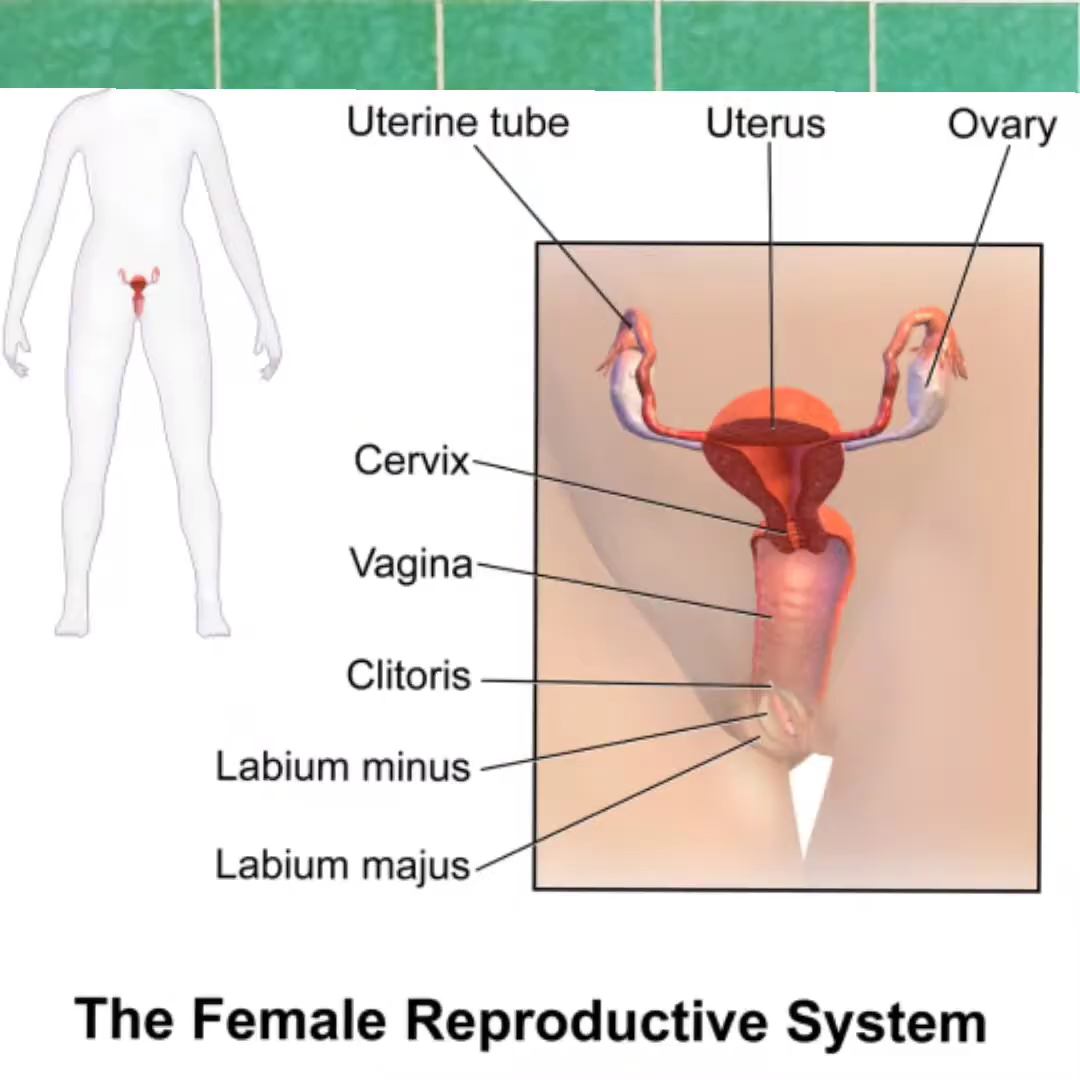 Uterine tube
Uterus
Ovary
Cervix
Vagina
Clitoris
Labium minus
Labium majus
The Female Reproductive System